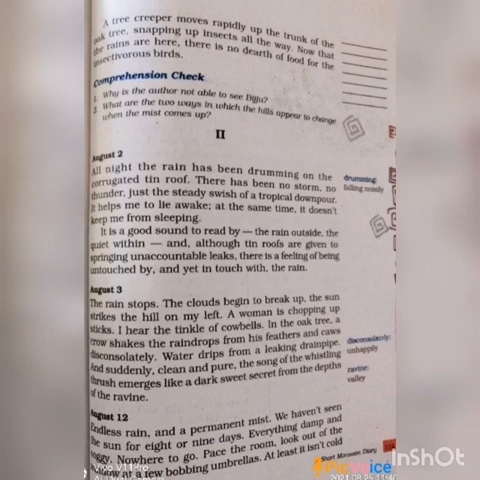 A tree creeper moves rapidly up the trunk of the
oak tree, snapping up insects all the way. Now that
the rains are here, there is no dearth of food for the
insectivorous birds.
Comprehension Check
1. Why is the author not able to see Bijju?
2. What are the two ways in which the hills appear to change
when the mist comes up?
II
August 2
All night the rain has been drumming on the
corrugated tin roof. There has been no storm, no
thunder, just the steady swish of a tropical downpour.
It helps me to lie awake; at the same time, it doesn't
keep me from sleeping.
It is a good sound to read by — the rain outside, the
quiet within — and, although tin roofs are given to
springing unaccountable leaks, there is a feeling of being
untouched by, and yet in touch with, the rain.
drumming:
falling noisily
August 3
The rain stops. The clouds begin to break up, the sun
strikes the hill on my left. A woman is chopping up
sticks. I hear the tinkle of cowbells. In the oak tree, a
crow shakes the raindrops from his feathers and caws
disconsolately. Water drips from a leaking drainpipe.
And suddenly, clean and pure, the song of the whistling
thrush emerges like a dark sweet secret from the depths
of the ravine.
disconsolately:
unhappily
ravine:
valley
August 12
Endless rain, and a permanent mist. We haven't seen
the sun for eight or nine days. Everything damp and
soggy. Nowhere to go. Pace the room, look out of the
window at a few bobbing umbrellas. At least it isn't cold
Short Monsoon Diary
Vivo V11Pro
PicVoice
InShOt